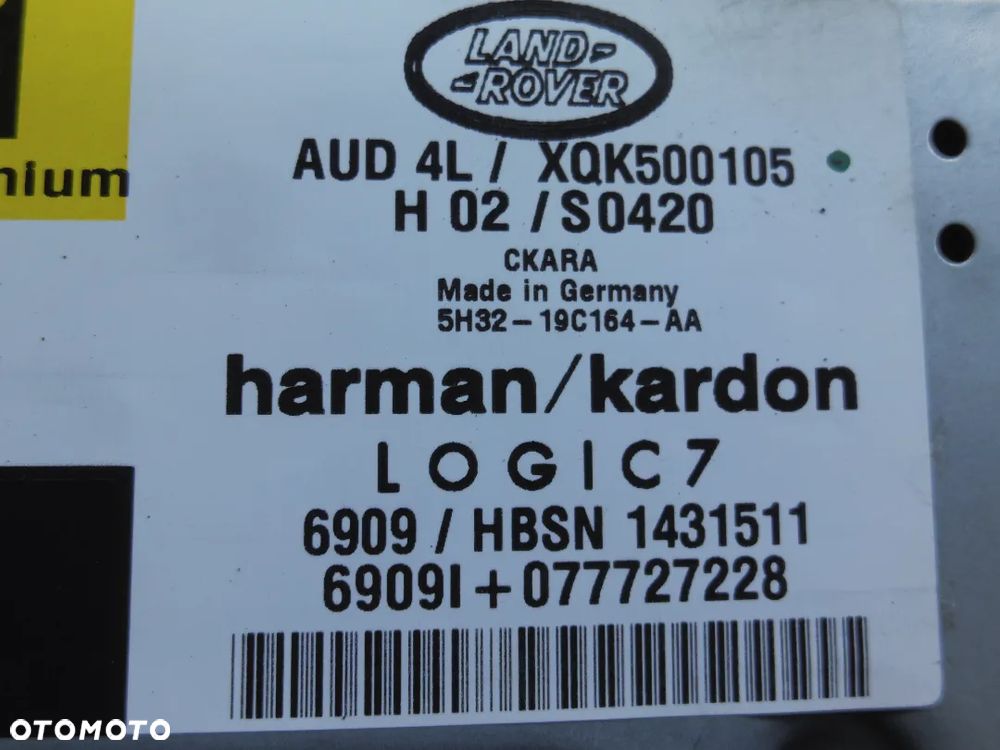 LAND-
-ROVER
AUD 4L / XQK500105
H 02 / S0420
nium
CKARA
Made in Germany
5H32-19C164-AA
harman/kardon
LOGIC7
6909 / HBSN 1431511
6909I+077727228
OTOMOTO